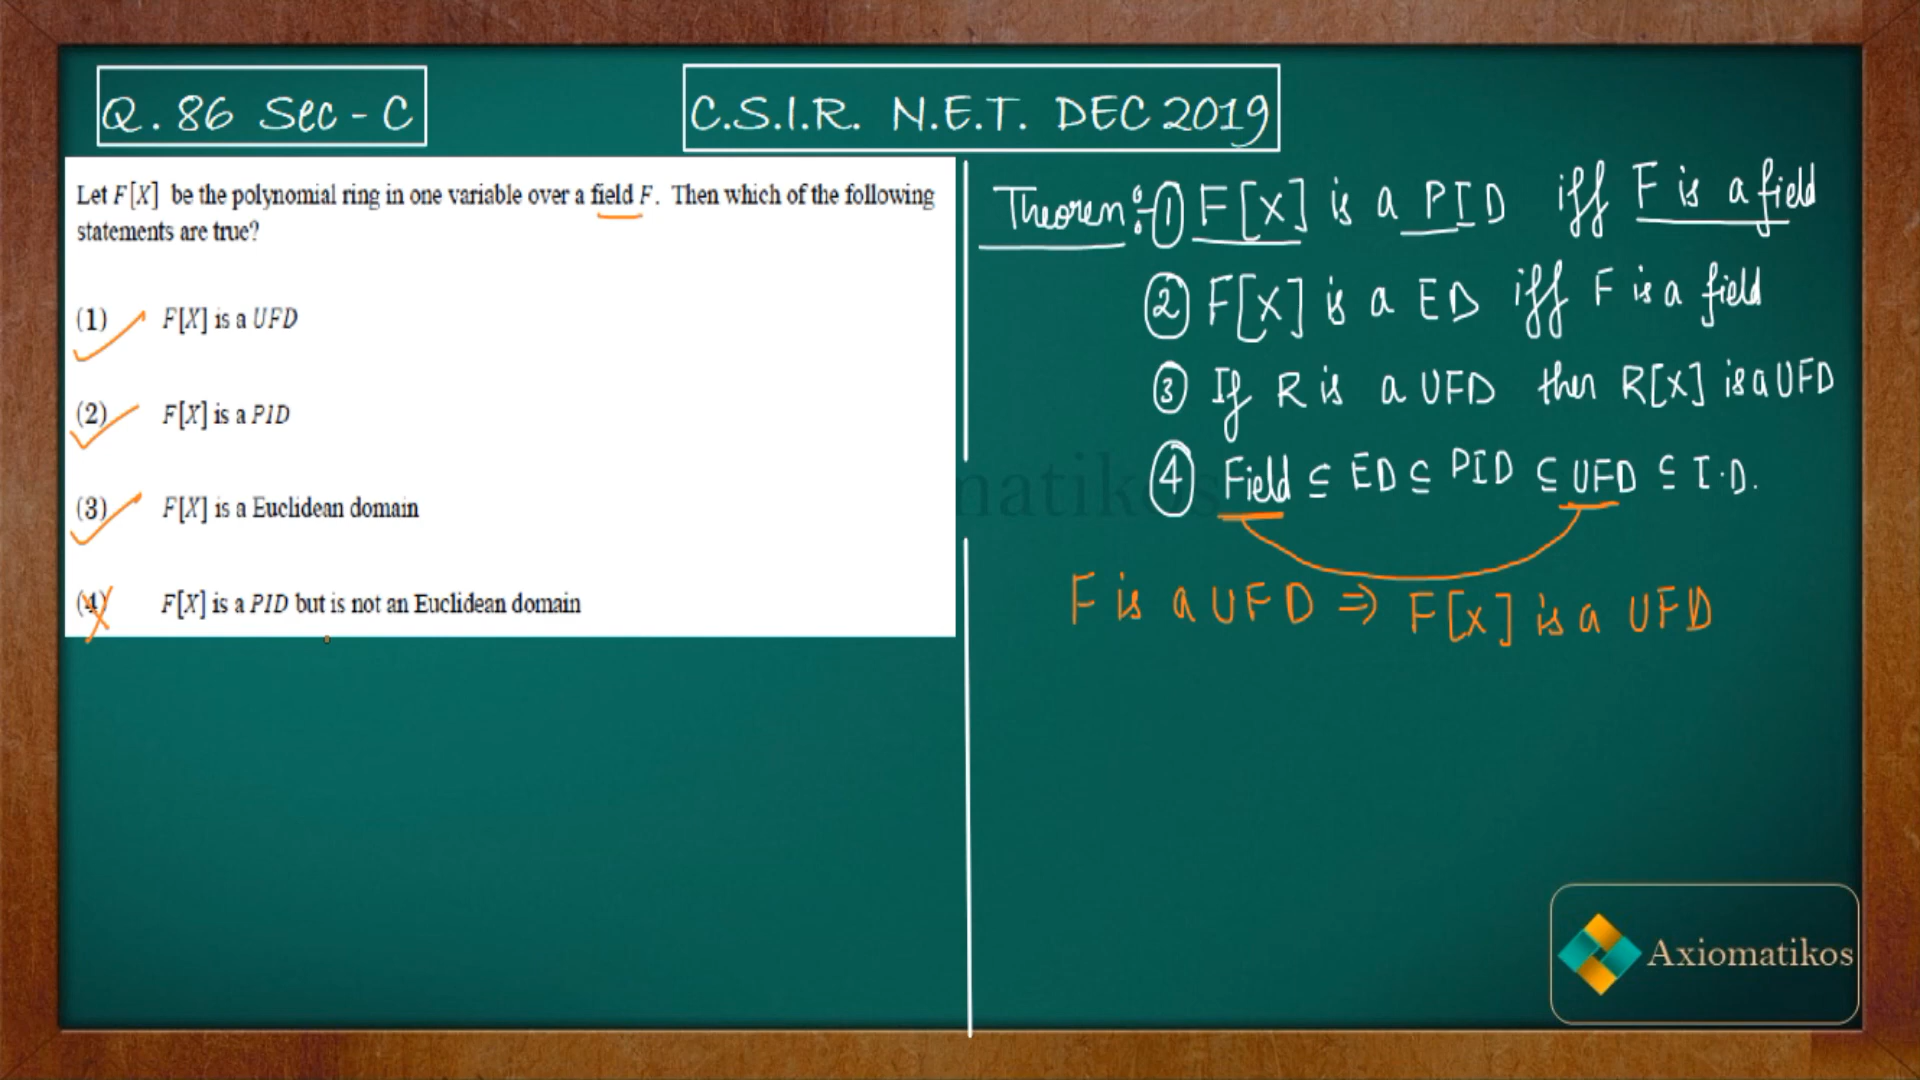 Q. 86 Sec - C
C.S.I.R. N.E.T. DEC 2019
Let F[X] be the polynomial ring in one variable over a field F. Then which of the following
statements are true?
(1) F[X] is a UFD
(2) F[X] is a PID
(3) F[X] is a Euclidean domain
(4) F[X] is a PID but is not an Euclidean domain
Theorem :- ① F[X] is a PID iff F is a field
② F[X] is a ED iff F is a field
③ If R is a UFD then R[X] is a UFD
④ Field ⊆ ED ⊆ PID ⊆ UFD ⊆ I.D.
F is a UFD ⇒ F[X] is a UFD
Axiomatikos